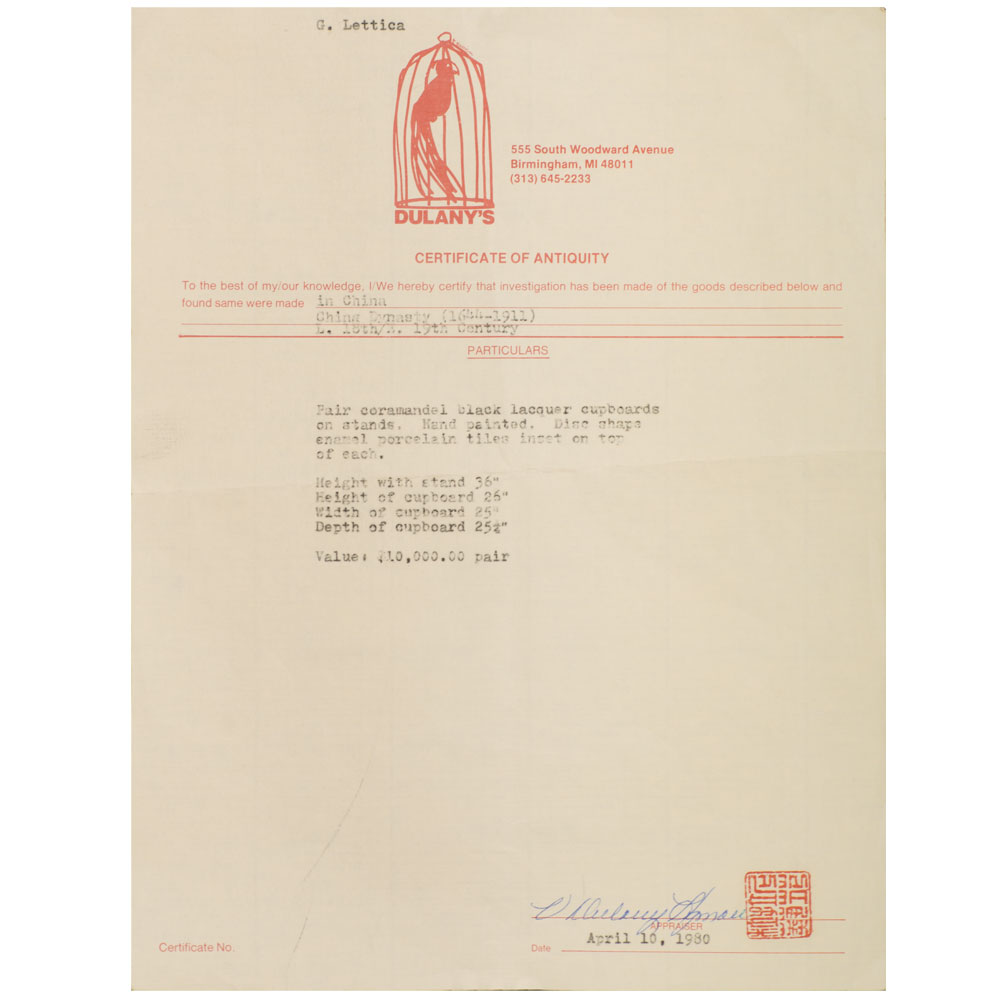 G. Lettica
DULANY'S
555 South Woodward Avenue
Birmingham, MI 48011
(313) 645-2233
CERTIFICATE OF ANTIQUITY
To the best of my/our knowledge, I/We hereby certify that investigation has been made of the goods described below and
found same were made in China
Ching Dynasty (1644-1911)
L. 18th/E. 19th Century
PARTICULARS
Pair coramandel black lacquer cupboards
on stands. Hand painted. Disc shape
enamel porcelain tiles inset on top
of each.
Height with stand 36"
Height of cupboard 26"
Width of cupboard 25"
Depth of cupboard 25½"
Value: $10,000.00 pair
Dulany
APPRAISER
Certificate No.
Date April 10, 1980